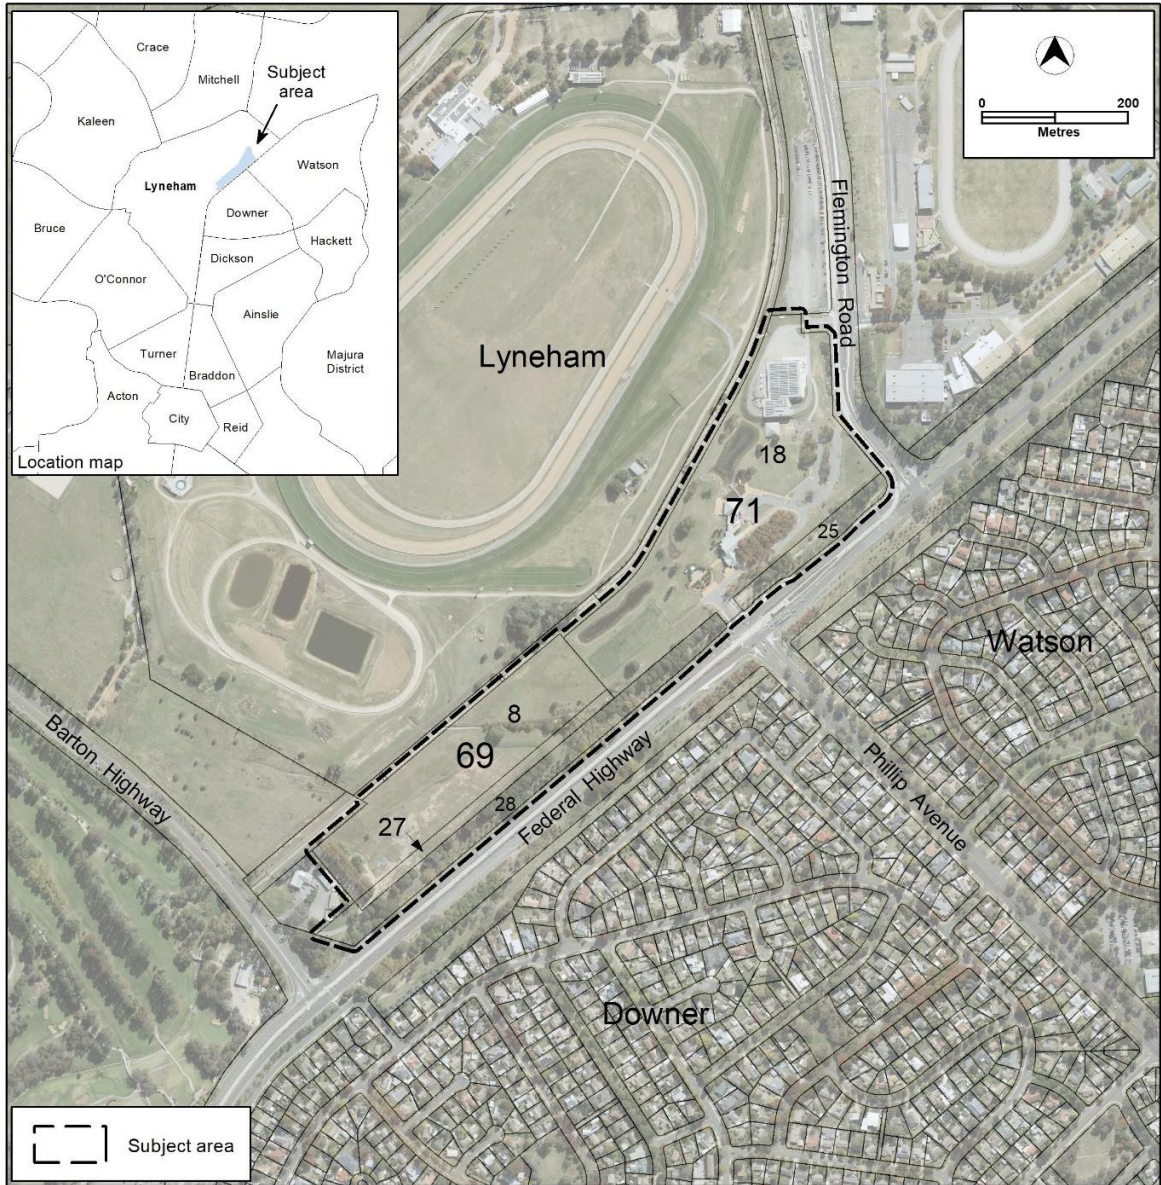 Crace
Mitchell
Subject
area
Kaleen
Watson
Lyneham
Downer
Bruce
Hackett
Dickson
O'Connor
Ainslie
Turner
Majura
District
Braddon
Acton
City
Reid
Location map
0 200
Metres
Flemington Road
Lyneham
18
71
25
Watson
8
69
28
27
Federal Highway
Barton Highway
Phillip Avenue
Downer
Subject area